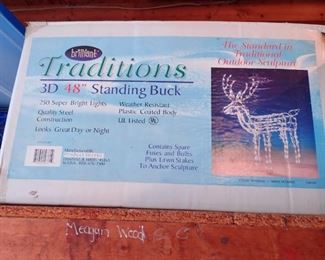 brilliant
Traditions
3D 48" Standing Buck
250 Super Bright Lights
Quality Steel
Construction
Looks Great Day or Night
Weather Resistant
Plastic Coated Body
UL Listed
Contains Spare
Fuses and Bulbs
Plus Lawn Stakes
To Anchor Sculpture
The Standard in
Traditional
Outdoor Sculpture
Meagan Wood